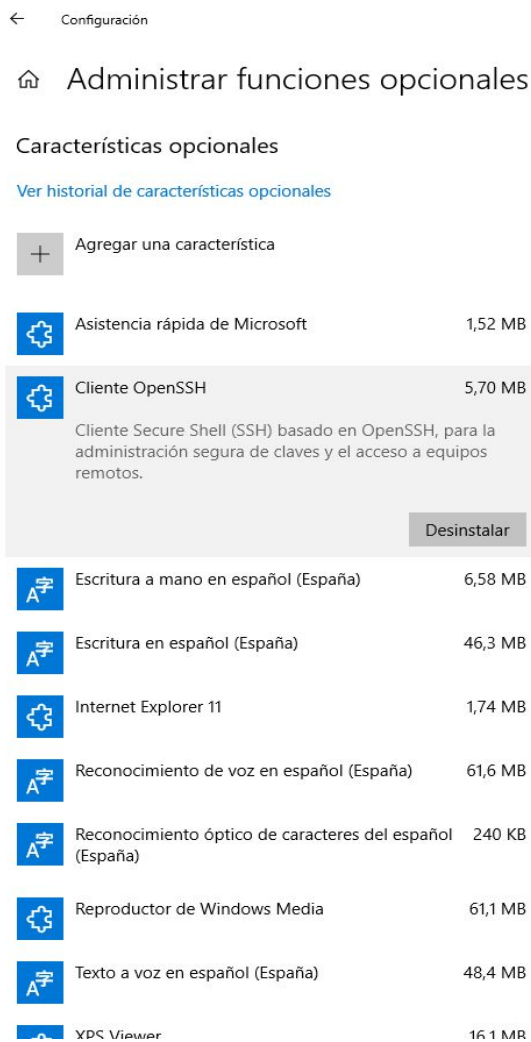 Configuración
Administrar funciones opcionales
Características opcionales
Ver historial de características opcionales
Agregar una característica
Asistencia rápida de Microsoft 1,52 MB
Cliente OpenSSH 5,70 MB
Cliente Secure Shell (SSH) basado en OpenSSH, para la
administración segura de claves y el acceso a equipos
remotos.
Desinstalar
Escritura a mano en español (España) 6,58 MB
Escritura en español (España) 46,3 MB
Internet Explorer 11 1,74 MB
Reconocimiento de voz en español (España) 61,6 MB
Reconocimiento óptico de caracteres del español 240 KB
(España)
Reproductor de Windows Media 61,1 MB
Texto a voz en español (España) 48,4 MB
XPS Viewer 16,1 MB